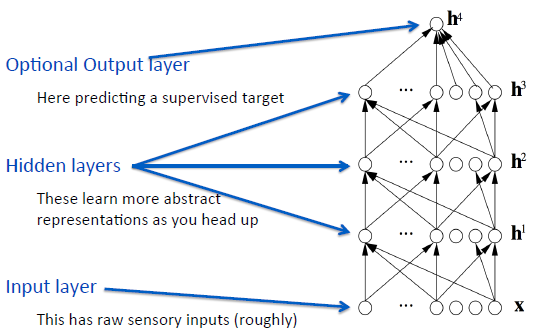 h⁴
Optional Output layer
Here predicting a supervised target
...
h³
Hidden layers
These learn more abstract
representations as you head up
...
h²
...
h¹
Input layer
This has raw sensory inputs (roughly)
...
x